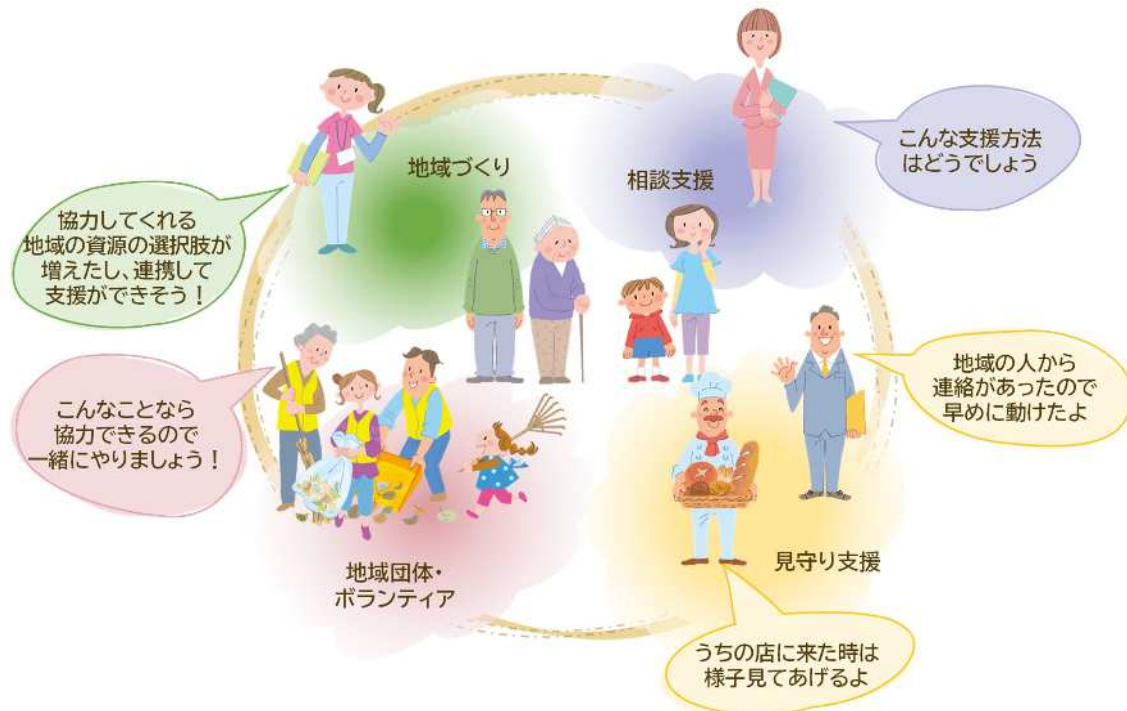 地域づくり
相談支援
こんな支援方法
はどうでしょう
協力してくれる
地域の資源の選択肢が
増えたし、連携して
支援ができそう！
こんなことなら
協力できるので
一緒にやりましょう！
地域の人から
連絡があったので
早めに動けたよ
地域団体・
ボランティア
見守り支援
うちの店に来た時は
様子見てあげるよ